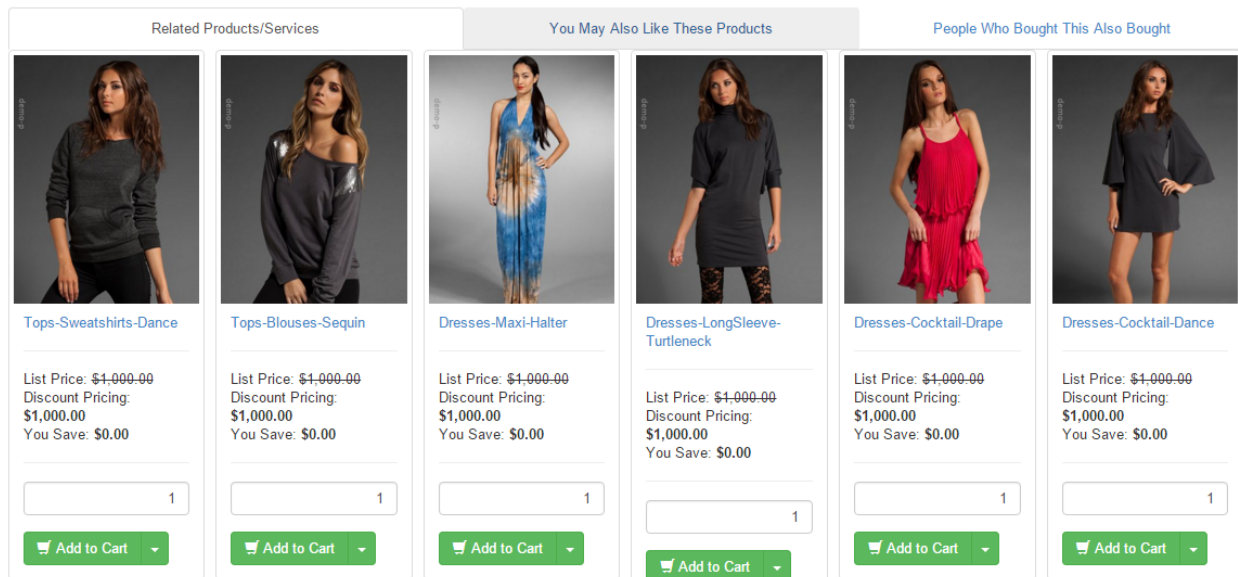 Related Products/Services
You May Also Like These Products
People Who Bought This Also Bought
demo-p
demo-p
demo-p
demo-p
demo-p
demo-p
Tops-Sweatshirts-Dance
List Price: $1,000.00
Discount Pricing:
$1,000.00
You Save: $0.00
1
Add to Cart
Tops-Blouses-Sequin
List Price: $1,000.00
Discount Pricing:
$1,000.00
You Save: $0.00
1
Add to Cart
Dresses-Maxi-Halter
List Price: $1,000.00
Discount Pricing:
$1,000.00
You Save: $0.00
1
Add to Cart
Dresses-LongSleeve-
Turtleneck
List Price: $1,000.00
Discount Pricing:
$1,000.00
You Save: $0.00
1
Add to Cart
Dresses-Cocktail-Drape
List Price: $1,000.00
Discount Pricing:
$1,000.00
You Save: $0.00
1
Add to Cart
Dresses-Cocktail-Dance
List Price: $1,000.00
Discount Pricing:
$1,000.00
You Save: $0.00
1
Add to Cart